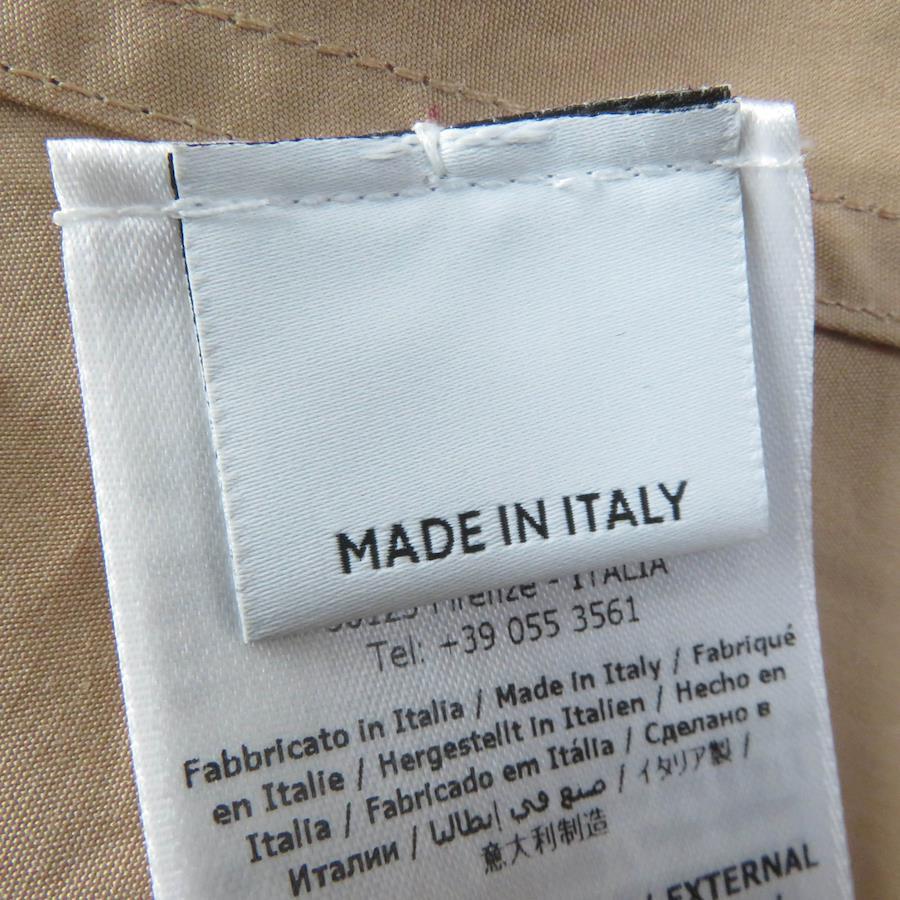 MADE IN ITALY
Firenze - ITALIA
Tel: +39 055 3561
Fabbricato in Italia / Made in Italy / Fabriqué
en Italie / Hergestellt in Italien / Hecho en
Italia / Fabricado em Itália / Сделано в
Италии / صنع في إيطاليا / イタリア製 /
意大利制造
/ EXTERNAL